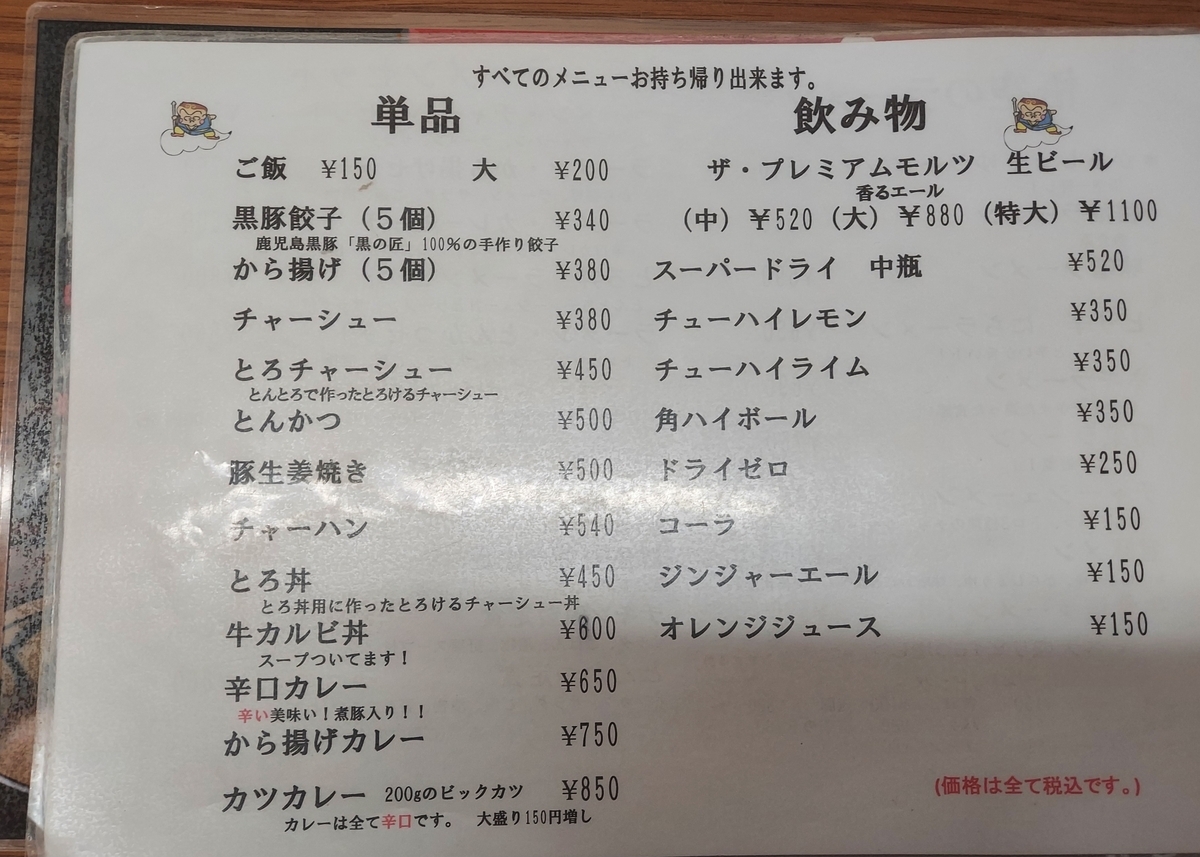 すべてのメニューお持ち帰り出来ます。
単品
ご飯 ¥150 大 ¥200
黒豚餃子（５個） ¥340
鹿児島黒豚「黒の匠」100%の手作り餃子
から揚げ（５個） ¥380
チャーシュー ¥380
とろチャーシュー ¥450
とんとろで作ったとろけるチャーシュー
とんかつ ¥500
豚生姜焼き ¥500
チャーハン ¥540
とろ丼 ¥450
とろ丼用に作ったとろけるチャーシュー丼
牛カルビ丼 ¥600
スープついてます！
辛口カレー ¥650
辛い美味い！煮豚入り！！
から揚げカレー ¥750
カツカレー 200gのビックカツ ¥850
カレーは全て辛口です。 大盛り150円増し
飲み物
ザ・プレミアムモルツ 生ビール
香るエール
（中）¥520（大）¥880（特大）¥1100
スーパードライ 中瓶 ¥520
チューハイレモン ¥350
チューハイライム ¥350
角ハイボール ¥350
ドライゼロ ¥250
コーラ ¥150
ジンジャーエール ¥150
オレンジジュース ¥150
(価格は全て税込です。)